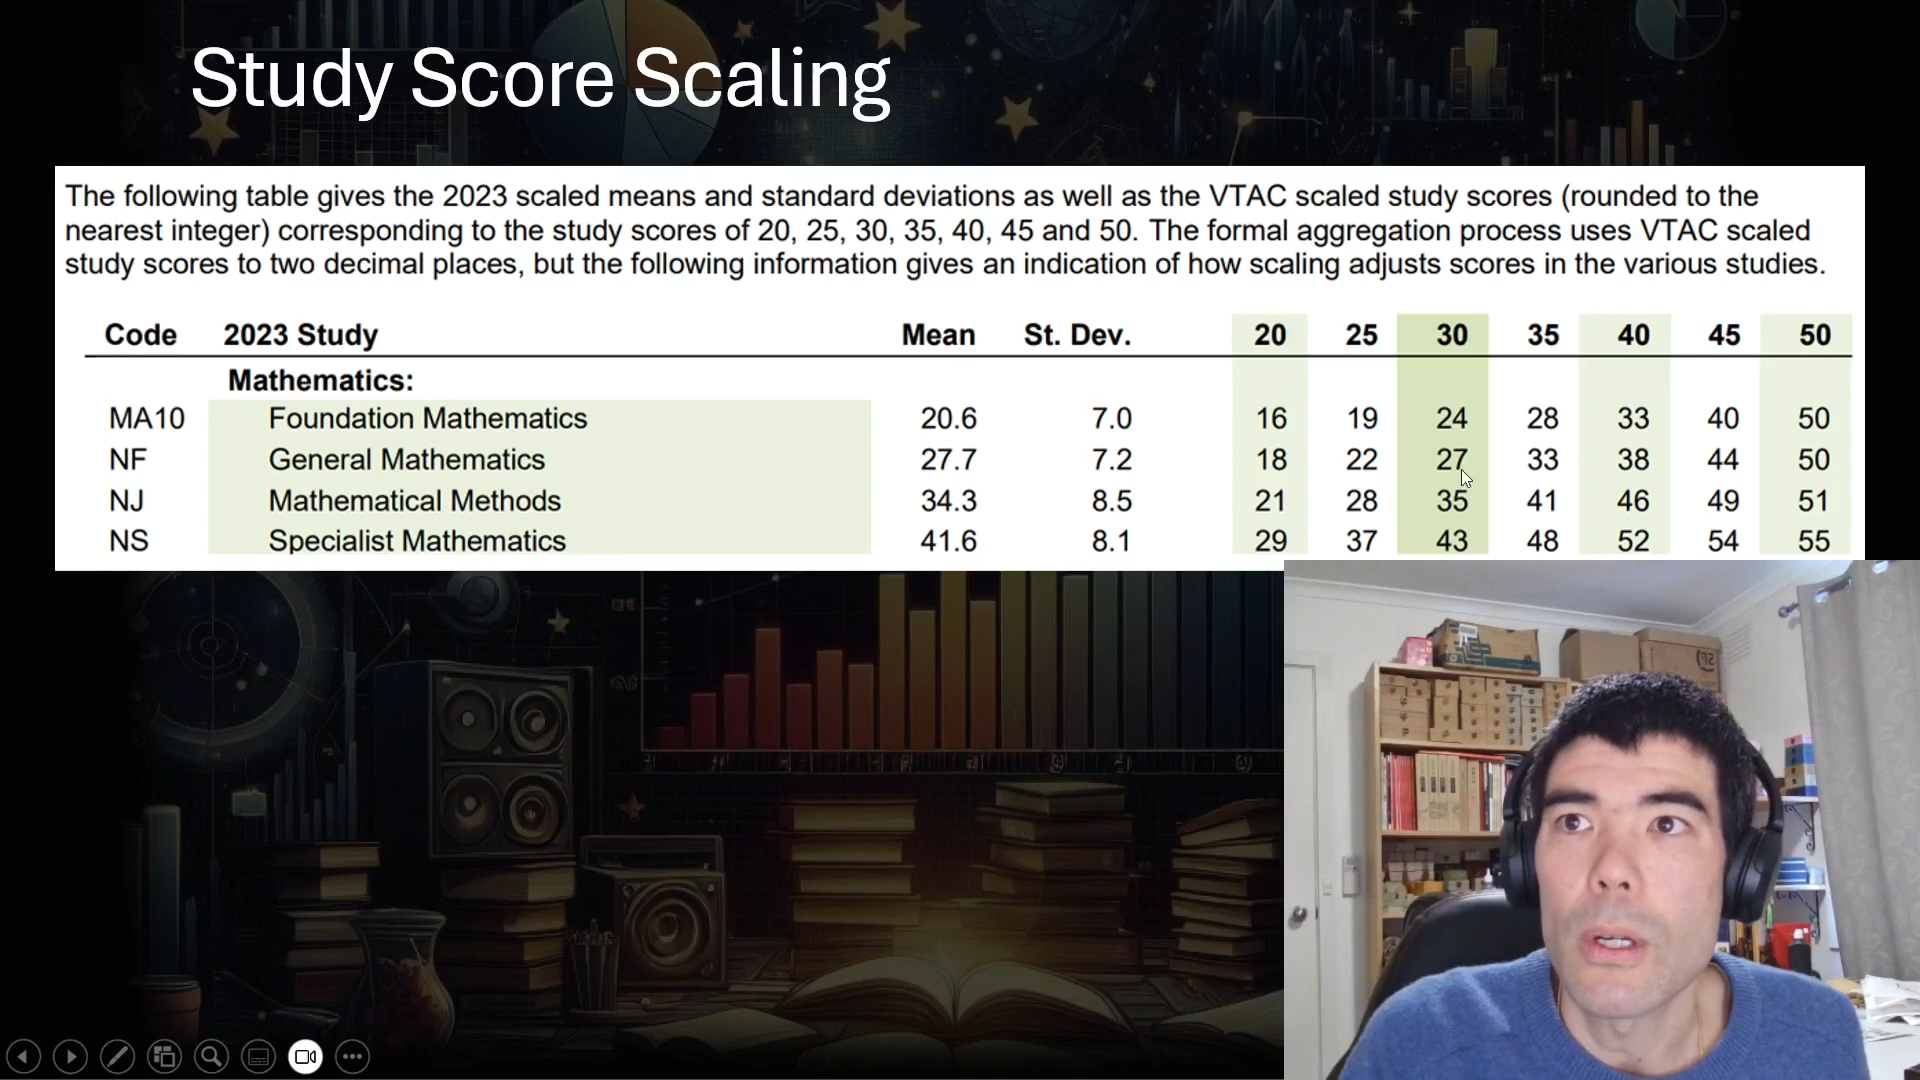 Study Score Scaling
The following table gives the 2023 scaled means and standard deviations as well as the VTAC scaled study scores (rounded to the
nearest integer) corresponding to the study scores of 20, 25, 30, 35, 40, 45 and 50. The formal aggregation process uses VTAC scaled
study scores to two decimal places, but the following information gives an indication of how scaling adjusts scores in the various studies.
Code 2023 Study Mean St. Dev. 20 25 30 35 40 45 50
Mathematics:
MA10 Foundation Mathematics 20.6 7.0 16 19 24 28 33 40 50
NF General Mathematics 27.7 7.2 18 22 27 33 38 44 50
NJ Mathematical Methods 34.3 8.5 21 28 35 41 46 49 51
NS Specialist Mathematics 41.6 8.1 29 37 43 48 52 54 55